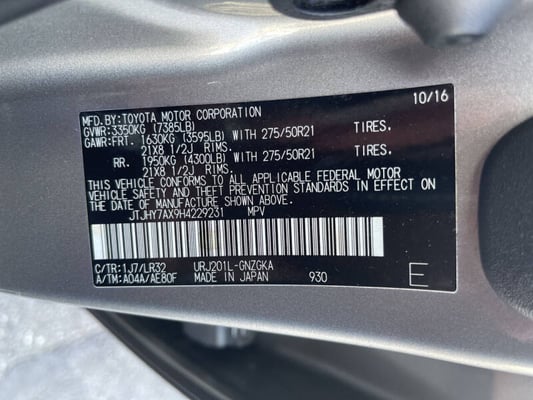 MFD.BY:TOYOTA MOTOR CORPORATION 10/16
GVWR:3350KG (7385LB)
GAWR:FRT. 1630KG (3595LB) WITH 275/50R21 TIRES.
21X8 1/2J RIMS.
RR. 1950KG (4300LB) WITH 275/50R21 TIRES.
21X8 1/2J RIMS.
THIS VEHICLE CONFORMS TO ALL APPLICABLE FEDERAL MOTOR
VEHICLE SAFETY AND THEFT PREVENTION STANDARDS IN EFFECT ON
THE DATE OF MANUFACTURE SHOWN ABOVE.
JTJHY7AX9H4229231 MPV
C/TR:1J7/LR32 URJ201L-GNZGKA
A/TM:A04A/AE80F MADE IN JAPAN 930 E